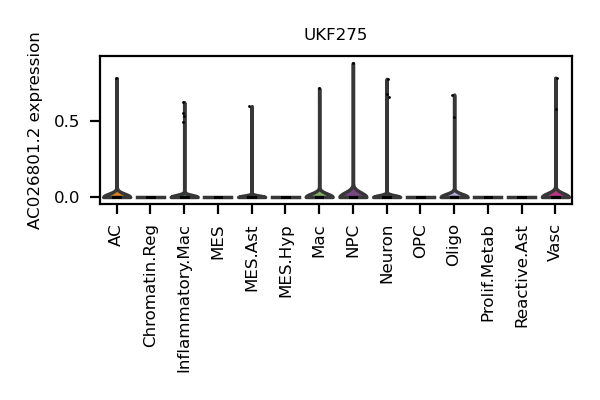 UKF275
AC026801.2 expression
0.5
0.0
AC
Chromatin.Reg
Inflammatory.Mac
MES
MES.Ast
MES.Hyp
Mac
NPC
Neuron
OPC
Oligo
Prolif.Metab
Reactive.Ast
Vasc